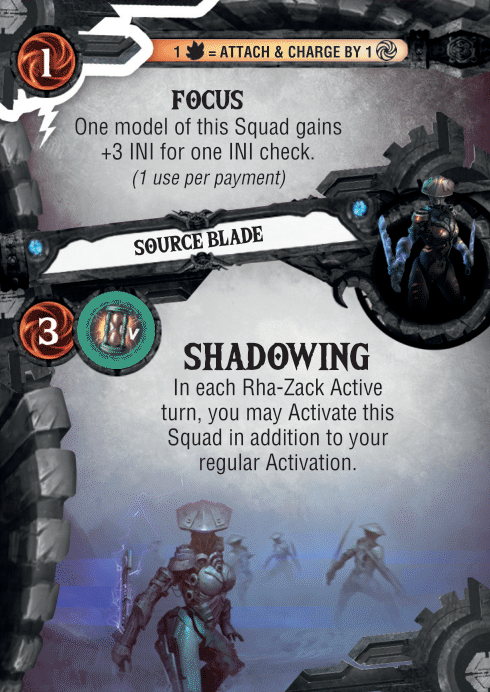 1
1 = ATTACH & CHARGE BY 1
FOCUS
One model of this Squad gains
+3 INI for one INI check.
(1 use per payment)
SOURCE BLADE
3
V
SHADOWING
In each Rha-Zack Active
turn, you may Activate this
Squad in addition to your
regular Activation.